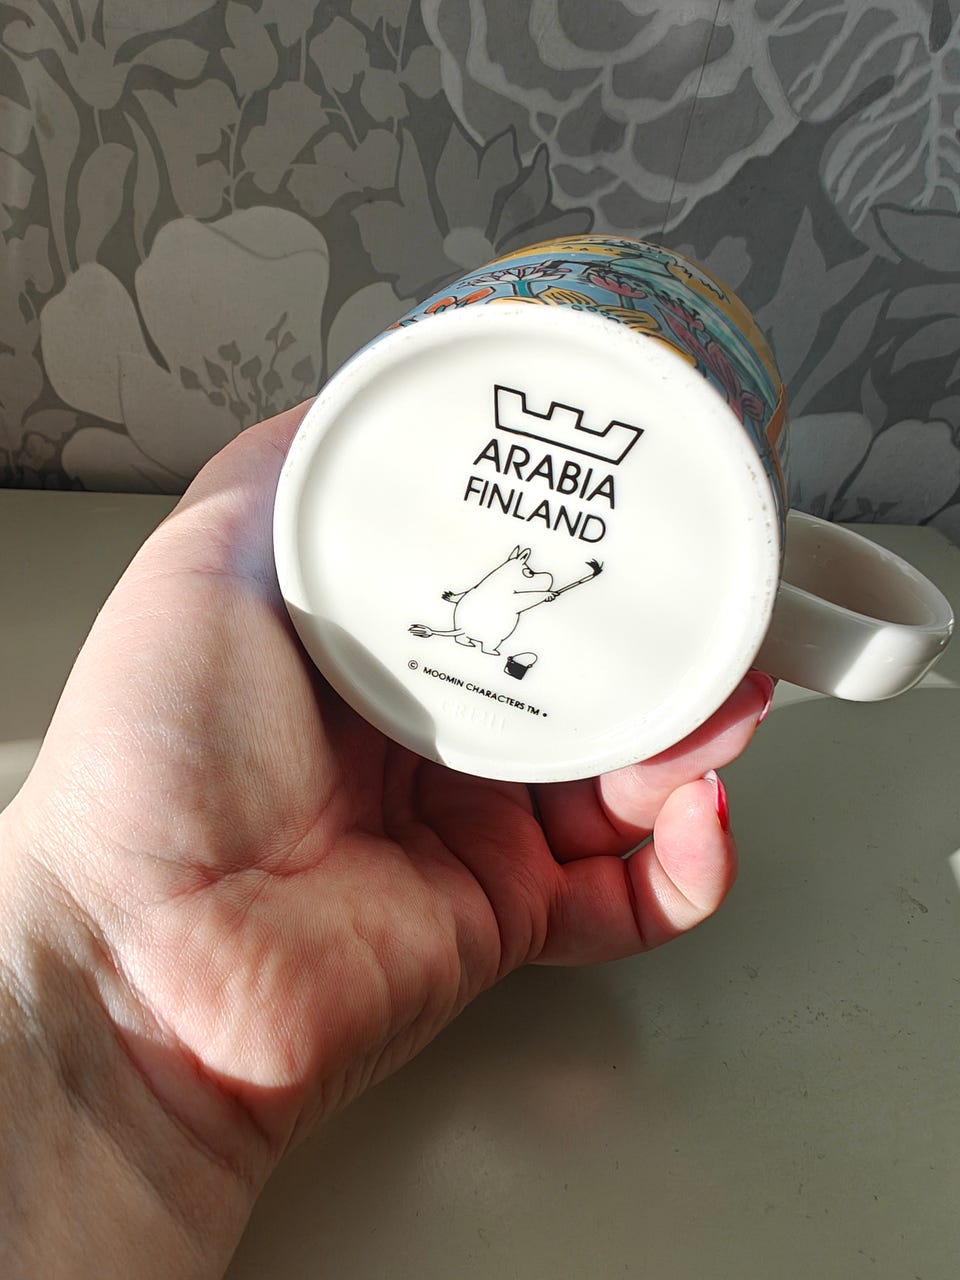 ARABIA
FINLAND
© MOOMIN CHARACTERS TM •